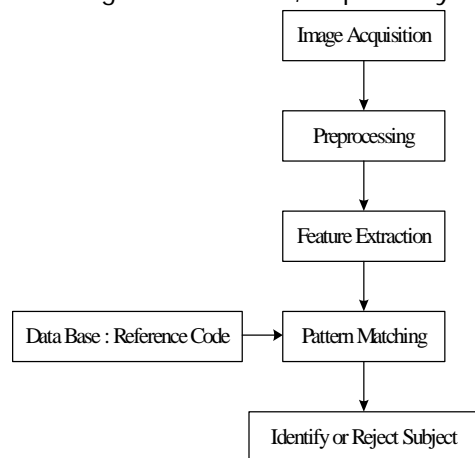 Image Acquisition
Preprocessing
Feature Extraction
Data Base : Reference Code
Pattern Matching
Identify or Reject Subject